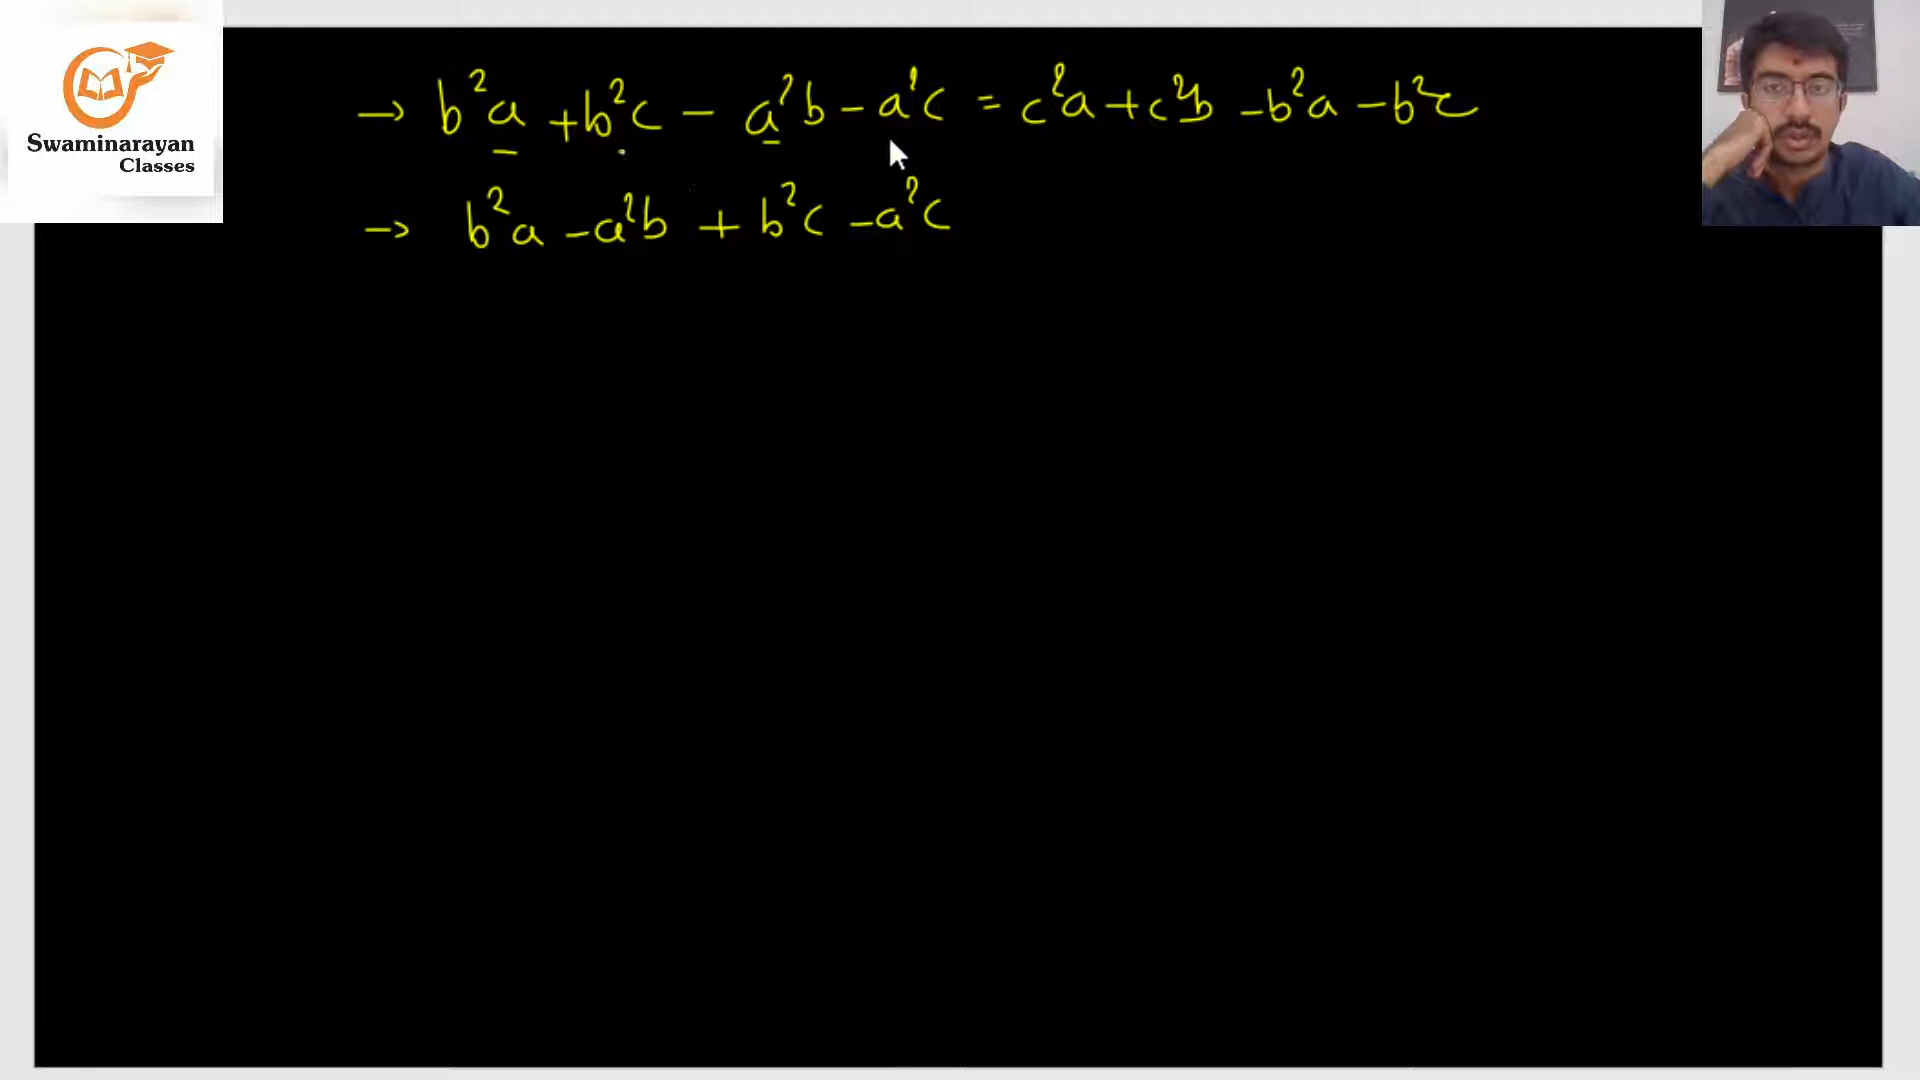 Swaminarayan
Classes
→ b²a + b²c - a²b - a²c = c²a + c²b - b²a - b²c
→ b²a - a²b + b²c - a²c